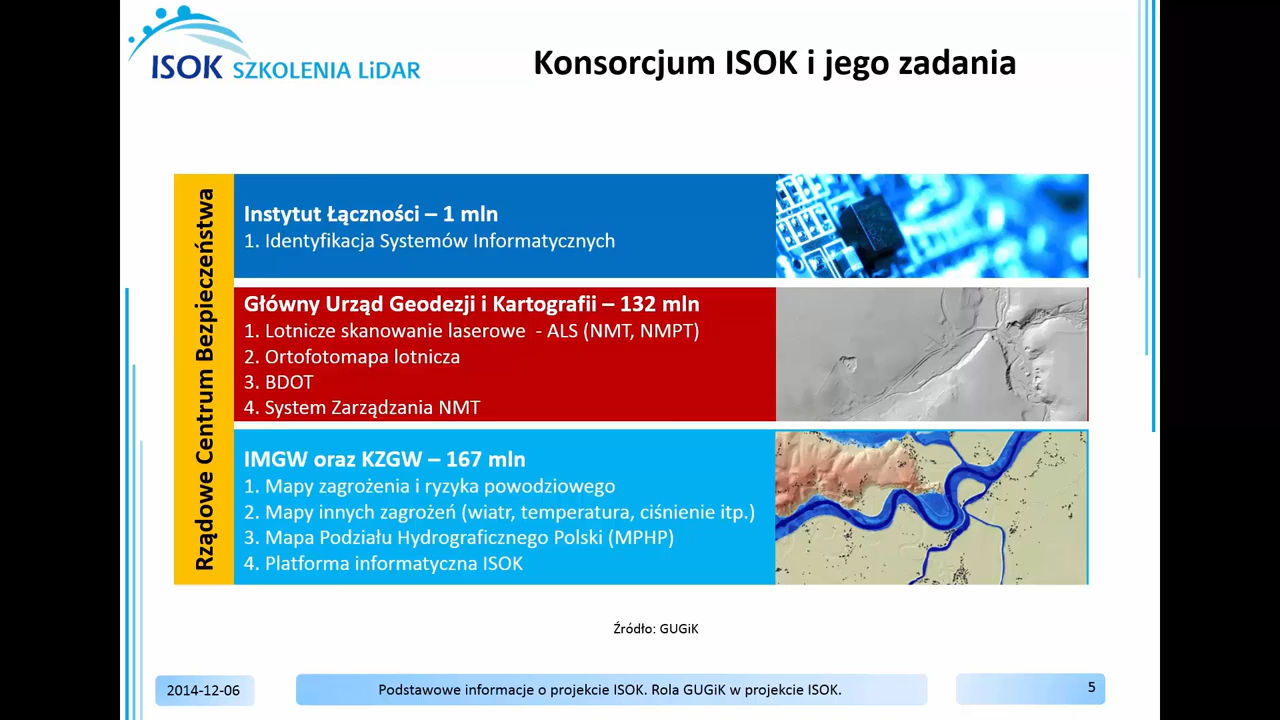 ISOK SZKOLENIA LiDAR
Konsorcjum ISOK i jego zadania
Rządowe Centrum Bezpieczeństwa
Instytut Łączności – 1 mln
1. Identyfikacja Systemów Informatycznych
Główny Urząd Geodezji i Kartografii – 132 mln
1. Lotnicze skanowanie laserowe - ALS (NMT, NMPT)
2. Ortofotomapa lotnicza
3. BDOT
4. System Zarządzania NMT
IMGW oraz KZGW – 167 mln
1. Mapy zagrożenia i ryzyka powodziowego
2. Mapy innych zagrożeń (wiatr, temperatura, ciśnienie itp.)
3. Mapa Podziału Hydrograficznego Polski (MPHP)
4. Platforma informatyczna ISOK
Źródło: GUGiK
2014-12-06
Podstawowe informacje o projekcie ISOK. Rola GUGiK w projekcie ISOK.
5